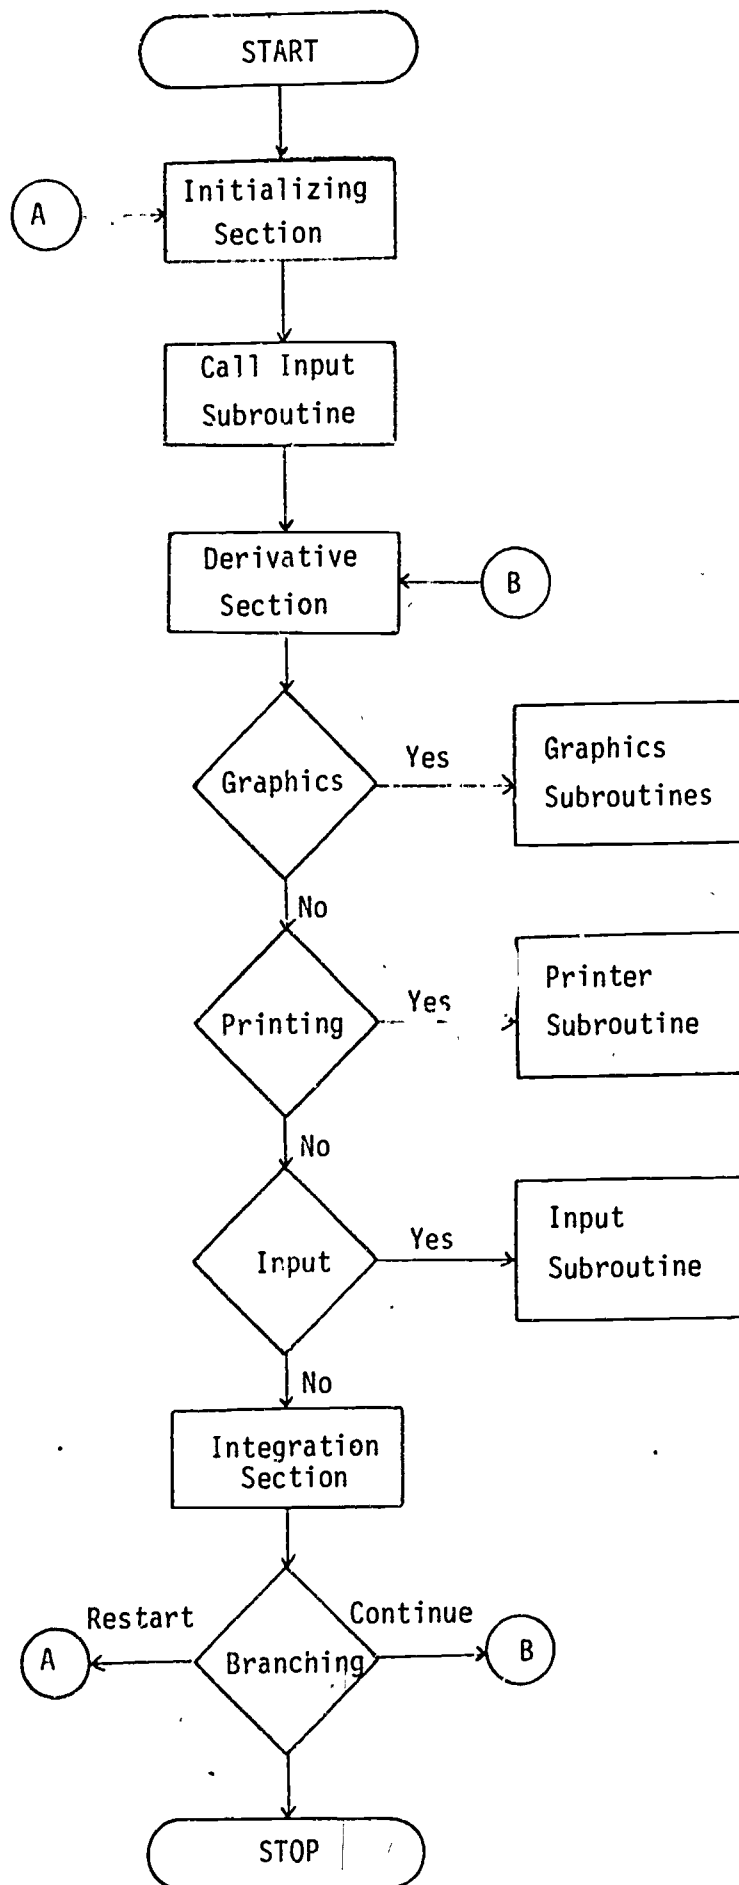 START
A
Initializing
Section
Call Input
Subroutine
Derivative
Section
B
Graphics
Yes
Graphics
Subroutines
No
Printing
Yes
Printer
Subroutine
No
Input
Yes
Input
Subroutine
No
Integration
Section
Restart
Continue
A
Branching
B
STOP